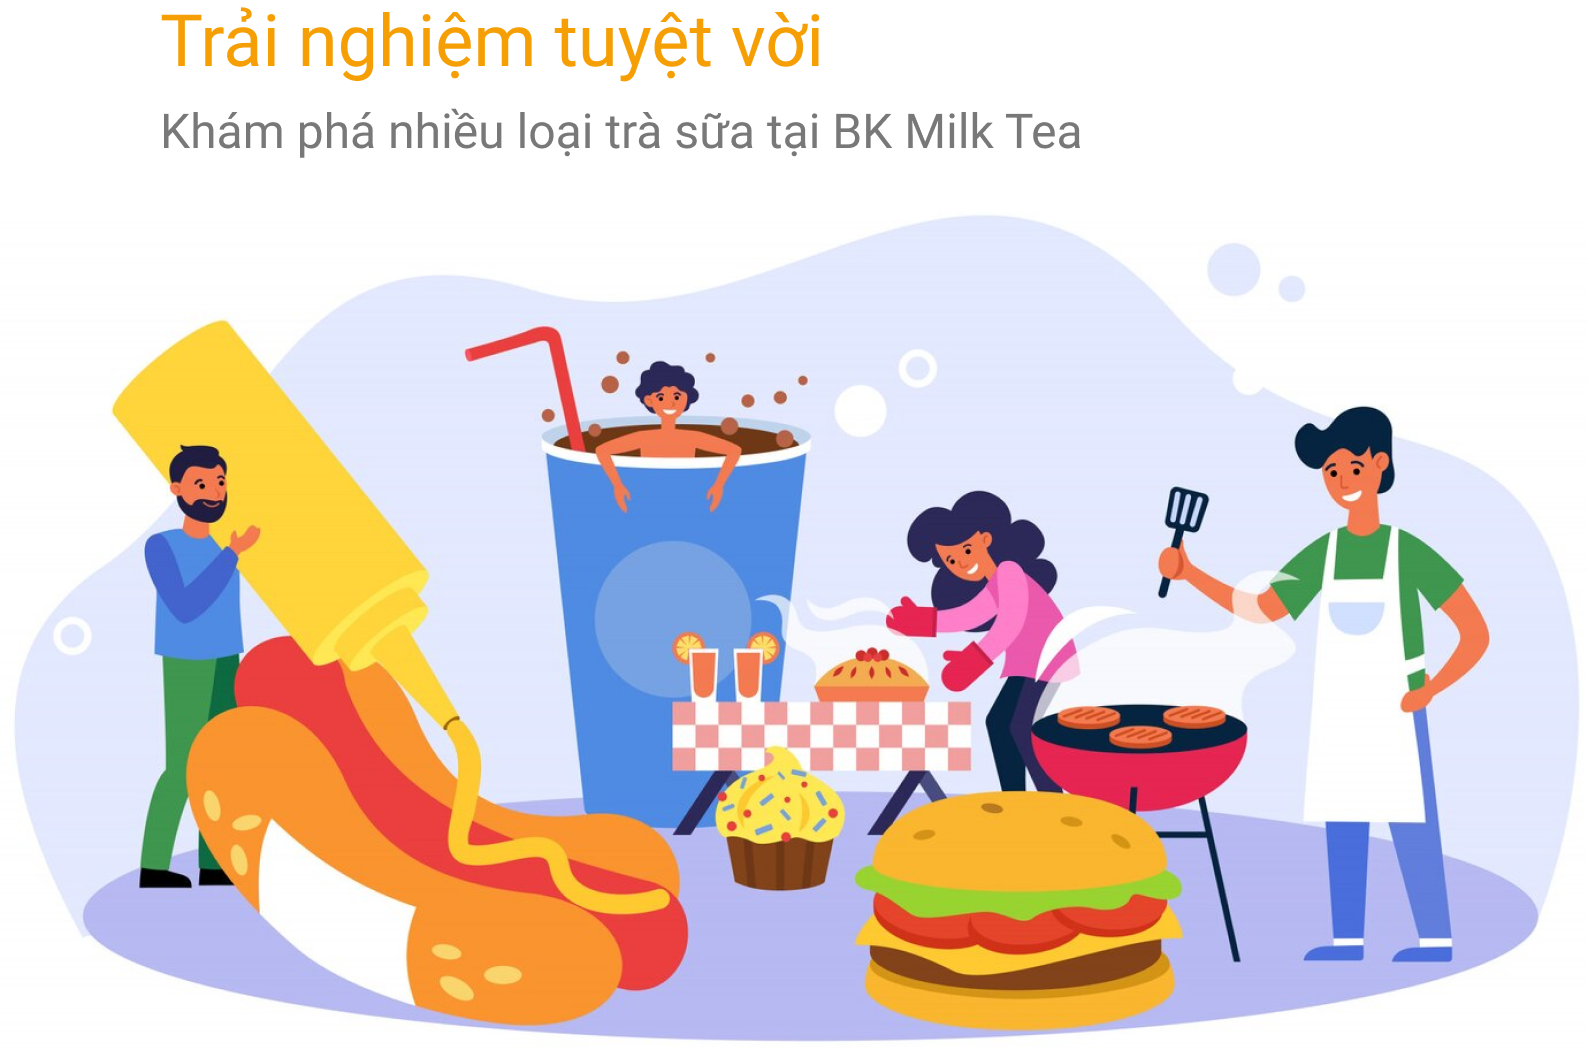 Trải nghiệm tuyệt vời
Khám phá nhiều loại trà sữa tại BK Milk Tea